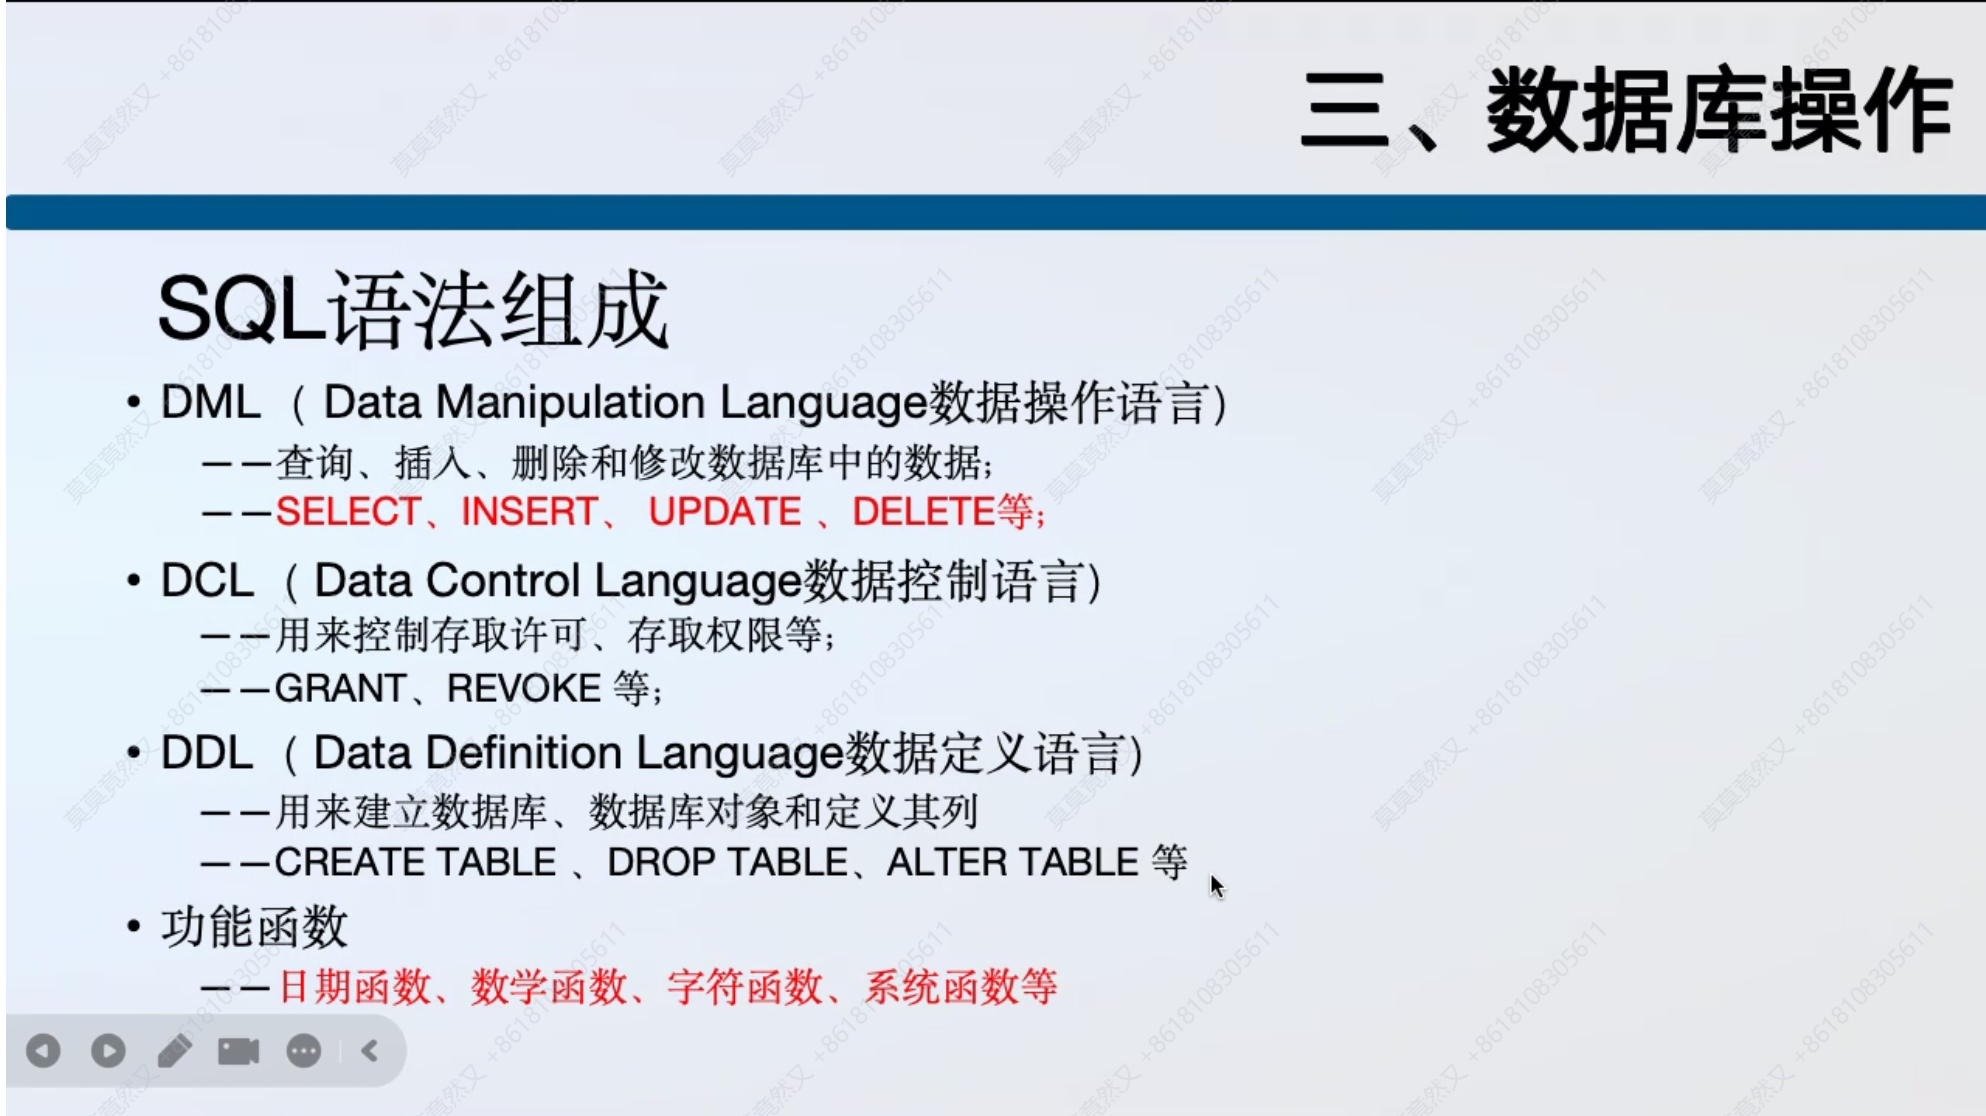 三、数据库操作
SQL语法组成
• DML （ Data Manipulation Language数据操作语言）
——查询、插入、删除和修改数据库中的数据；
——SELECT、INSERT、 UPDATE 、DELETE等；
• DCL （ Data Control Language数据控制语言）
——用来控制存取许可、存取权限等；
——GRANT、REVOKE 等；
• DDL （ Data Definition Language数据定义语言）
——用来建立数据库、数据库对象和定义其列
——CREATE TABLE 、DROP TABLE、ALTER TABLE 等
• 功能函数
——日期函数、数学函数、字符函数、系统函数等